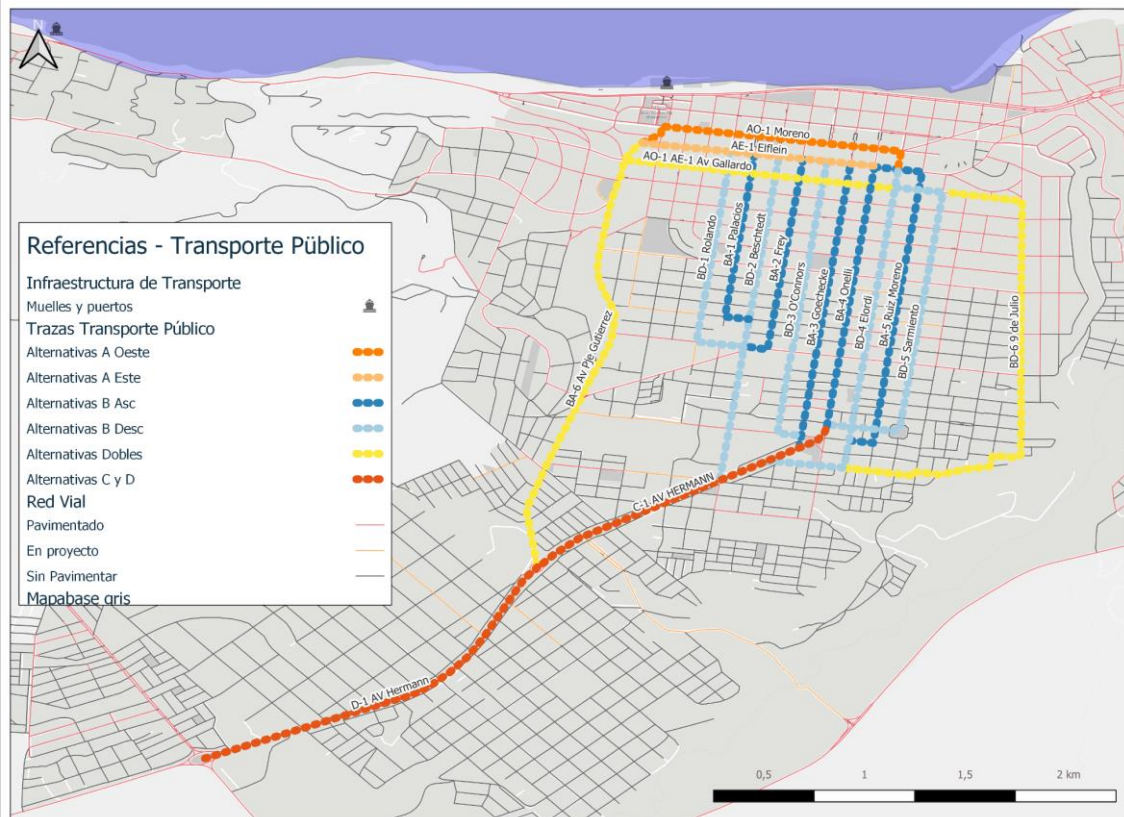 N
AO-1 Moreno
AE-1 Elflein
AO-1 AE-1 Av Gallardo
BD-1 Rolando
BA-1 Palacios
BD-2 Beschtedt
BA-2 Frey
BD-3 O'Connors
BA-3 Goechecke
BA-4 Onelli
BD-4 Elordi
BA-5 Ruiz Moreno
BD-5 Sarmiento
BD-6 9 de Julio
BA-6 Av Pje Gutierrez
C-1 AV HERMANN
D-1 AV Hermann
Referencias - Transporte Püblico
Infraestructura de Transporte
Muelles y puertos
Trazas Transporte Público
Alternativas A Oeste
Alternativas A Este
Alternativas B Asc
Alternativas B Desc
Alternativas Dobles
Alternativas C y D
Red Vial
Pavimentado
En proyecto
Sin Pavimentar
Mapabase gris
0,5 1 1,5 2 km